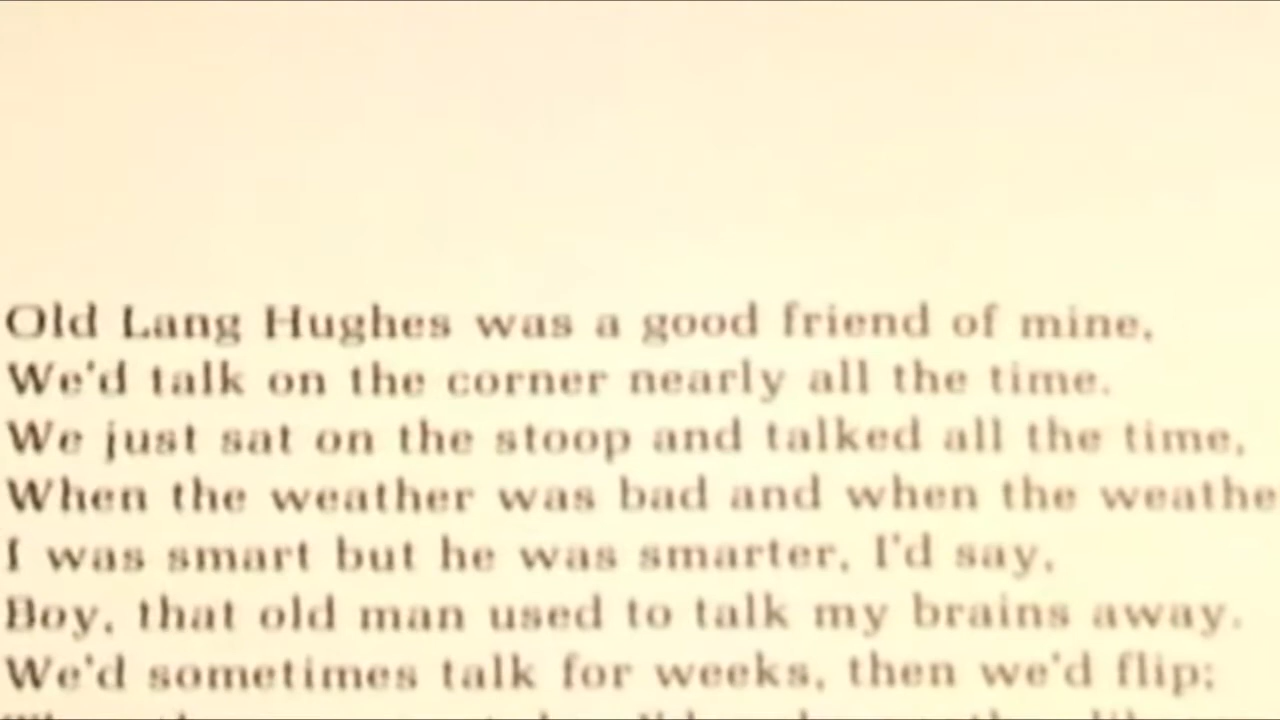 Old Lang Hughes was a good friend of mine,
We'd talk on the corner nearly all the time.
We just sat on the stoop and talked all the time,
When the weather was bad and when the weathe
I was smart but he was smarter, I'd say,
Boy, that old man used to talk my brains away.
We'd sometimes talk for weeks, then we'd flip;